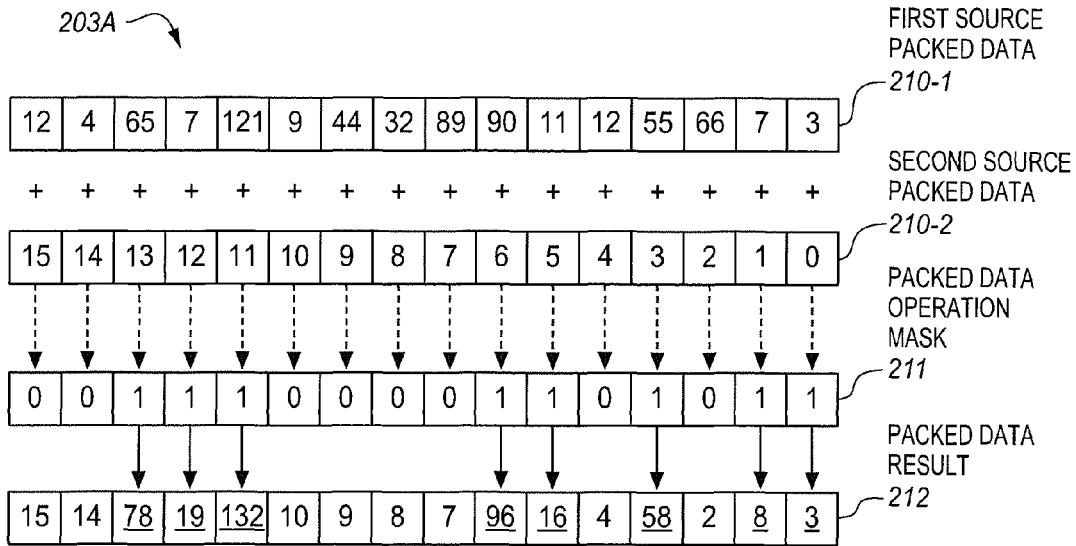 203A
FIRST SOURCE
PACKED DATA
210-1
12 4 65 7 121 9 44 32 89 90 11 12 55 66 7 3
SECOND SOURCE
PACKED DATA
+ + + + + + + + + + + + + + + +
210-2
15 14 13 12 11 10 9 8 7 6 5 4 3 2 1 0
PACKED DATA
OPERATION
MASK
211
0 0 1 1 1 0 0 0 0 1 1 0 1 0 1 1
PACKED DATA
RESULT
212
15 14 78 19 132 10 9 8 7 96 16 4 58 2 8 3